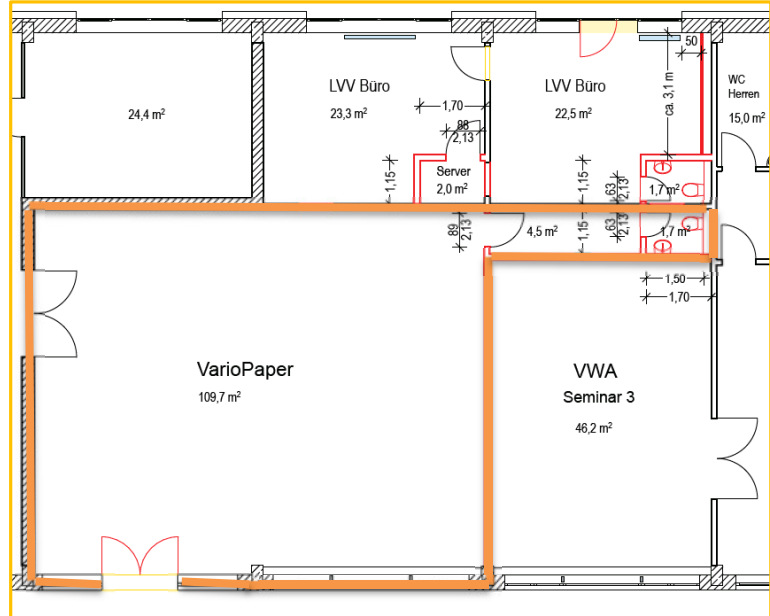 50
WC
Herren
15,0 m²
LVV Büro
23,3 m²
LVV Büro
22,5 m²
ca. 3,1 m
24,4 m²
1,70
88
2,13
Server
2,0 m²
1,15
1,15
63
2,13
1,7 m²
89
2,13
4,5 m²
1,15
63
2,13
1,7 m²
1,50
1,70
VarioPaper
109,7 m²
VWA
Seminar 3
46,2 m²